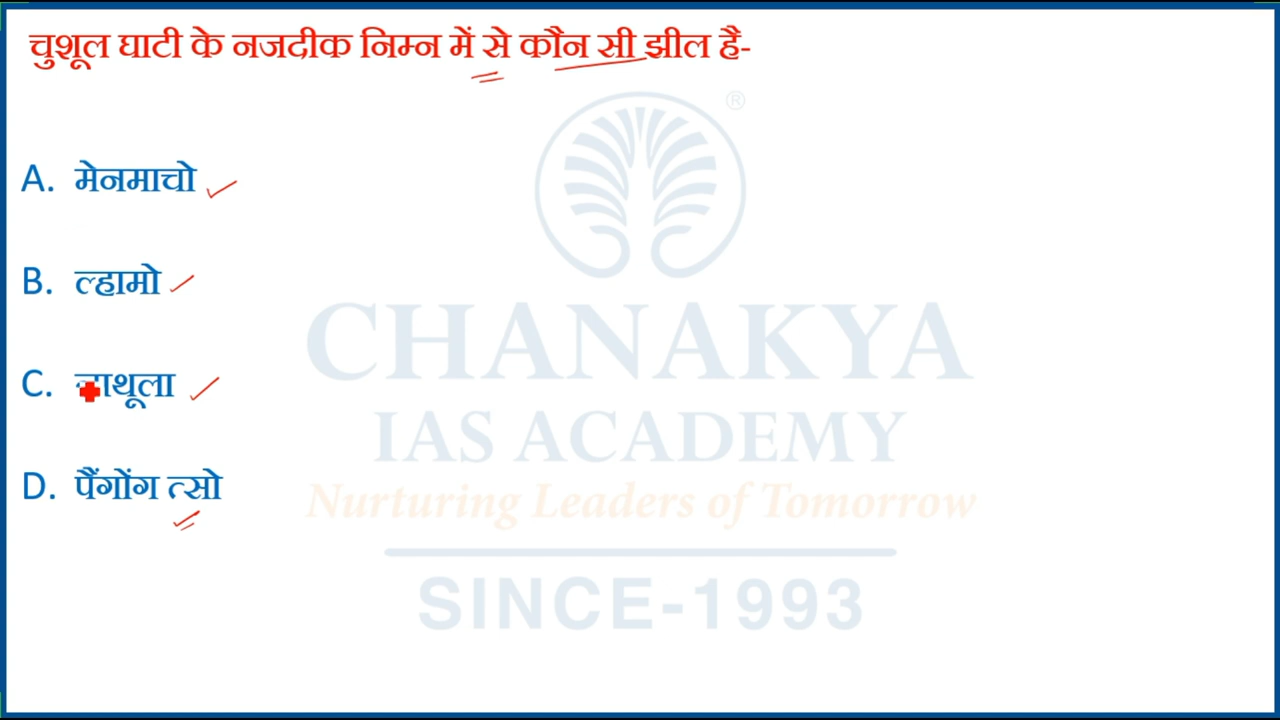 चुशूल घाटी के नजदीक निम्न में से कौन सी झील है-
A. मेनमाचो
B. ल्हामो
C. नाथूला
D. पैंगोंग त्सो
®
CHANAKYA
IAS ACADEMY
Nurturing Leaders of Tomorrow
SINCE-1993